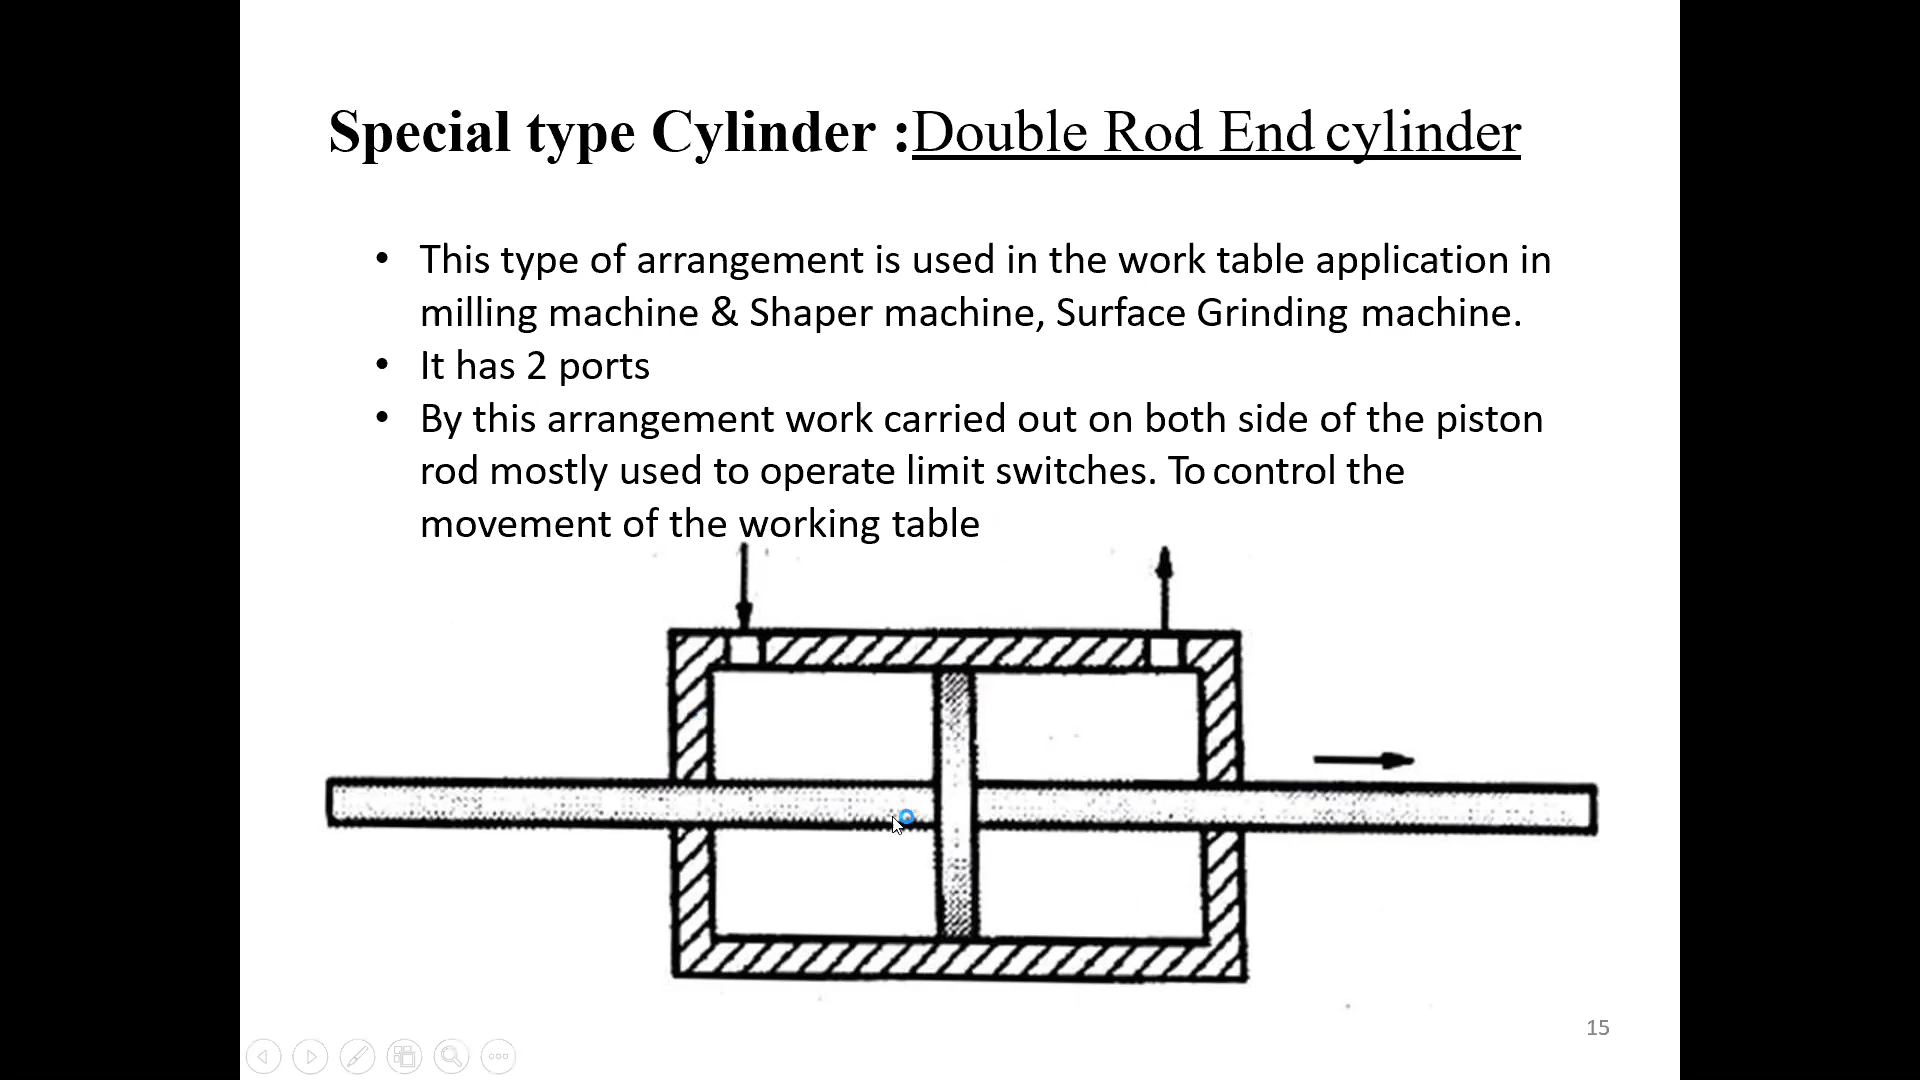 Special type Cylinder :Double Rod End cylinder
• This type of arrangement is used in the work table application in
milling machine & Shaper machine, Surface Grinding machine.
• It has 2 ports
• By this arrangement work carried out on both side of the piston
rod mostly used to operate limit switches. To control the
movement of the working table
15